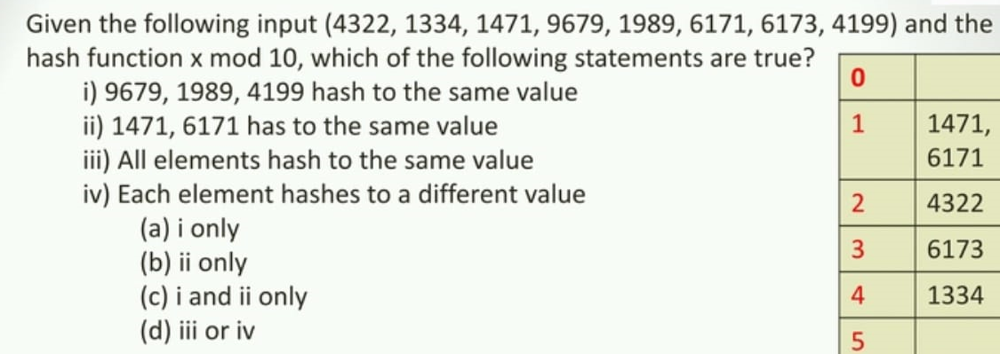 Given the following input (4322, 1334, 1471, 9679, 1989, 6171, 6173, 4199) and the
hash function x mod 10, which of the following statements are true?
i) 9679, 1989, 4199 hash to the same value
ii) 1471, 6171 has to the same value
iii) All elements hash to the same value
iv) Each element hashes to a different value
(a) i only
(b) ii only
(c) i and ii only
(d) iii or iv
0
1 1471,
6171
2 4322
3 6173
4 1334
5